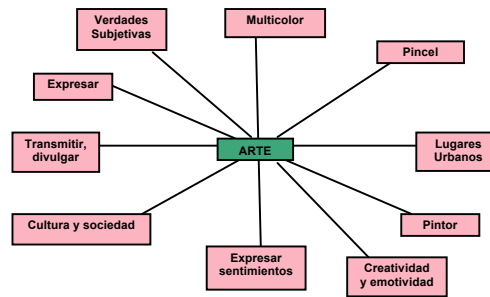 Verdades
Subjetivas
Multicolor
Pincel
Expresar
Transmitir,
divulgar
ARTE
Lugares
Urbanos
Cultura y sociedad
Pintor
Expresar
sentimientos
Creatividad
y emotividad